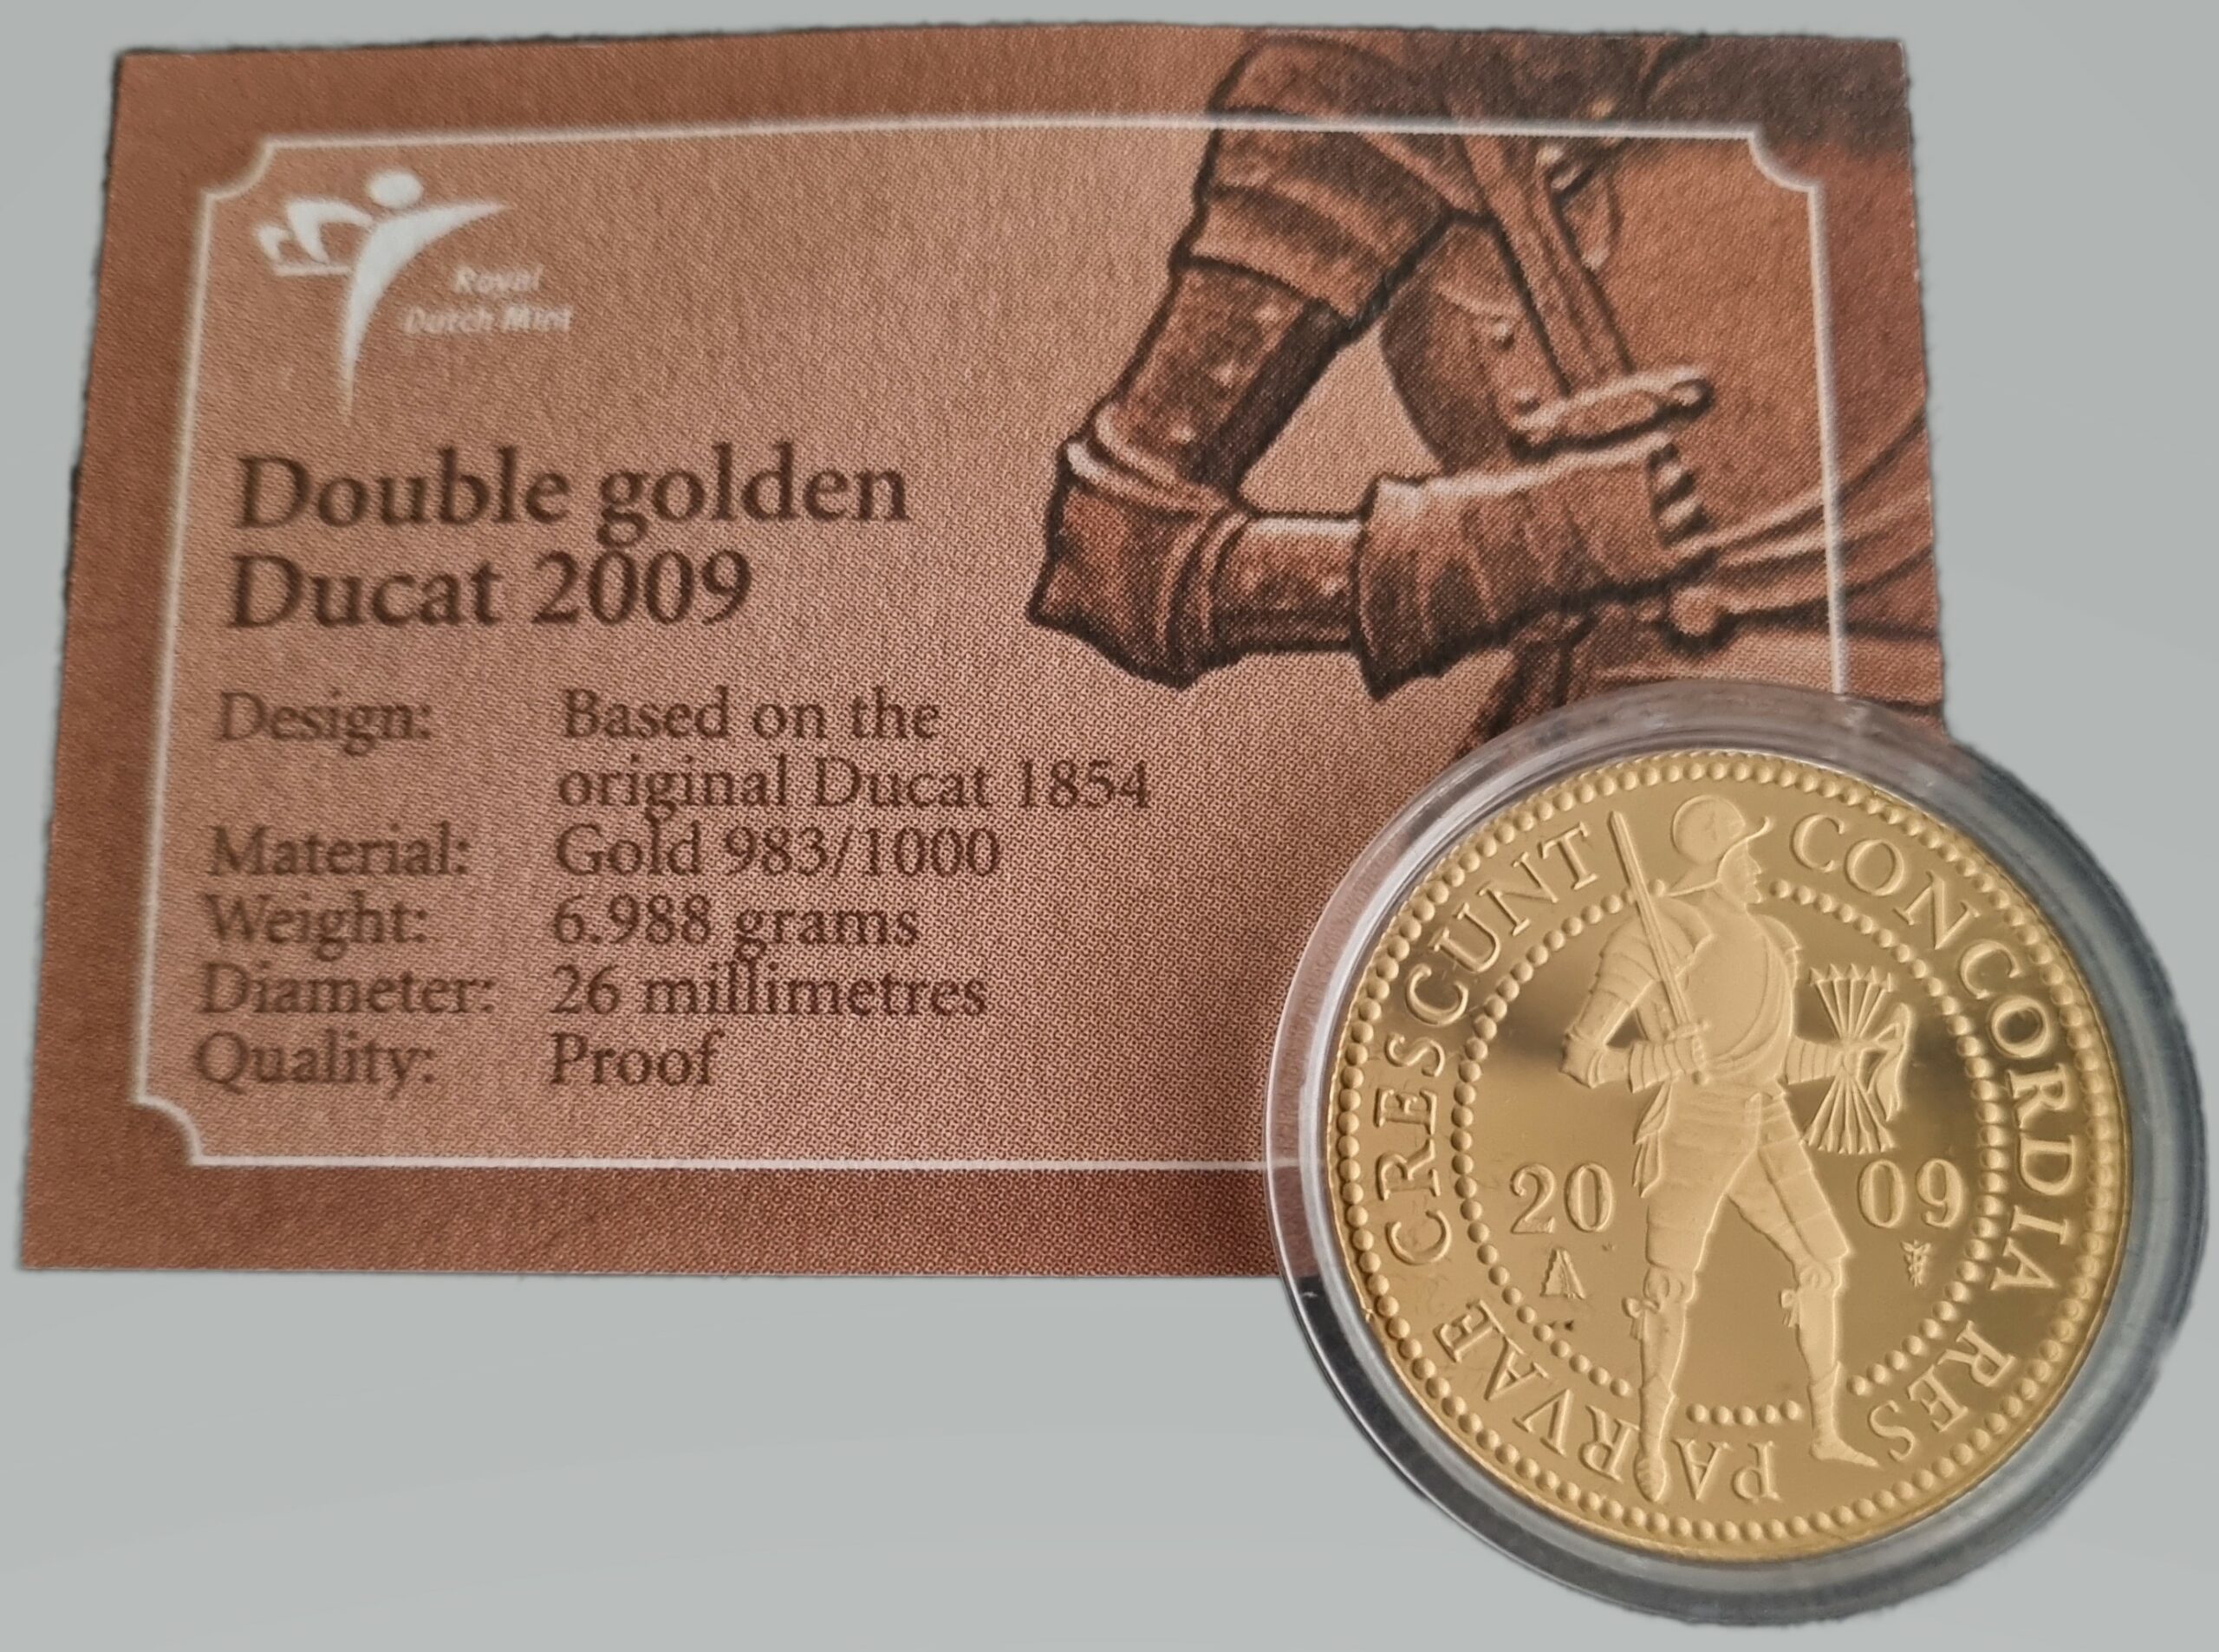 Royal
Dutch Mint
Double golden
Ducat 2009
Design: Based on the
original Ducat 1854
Material: Gold 983/1000
Weight: 6.988 grams
Diameter: 26 millimetres
Quality: Proof
CONCORDIA RES PARVAE CRESCUNT
20 09